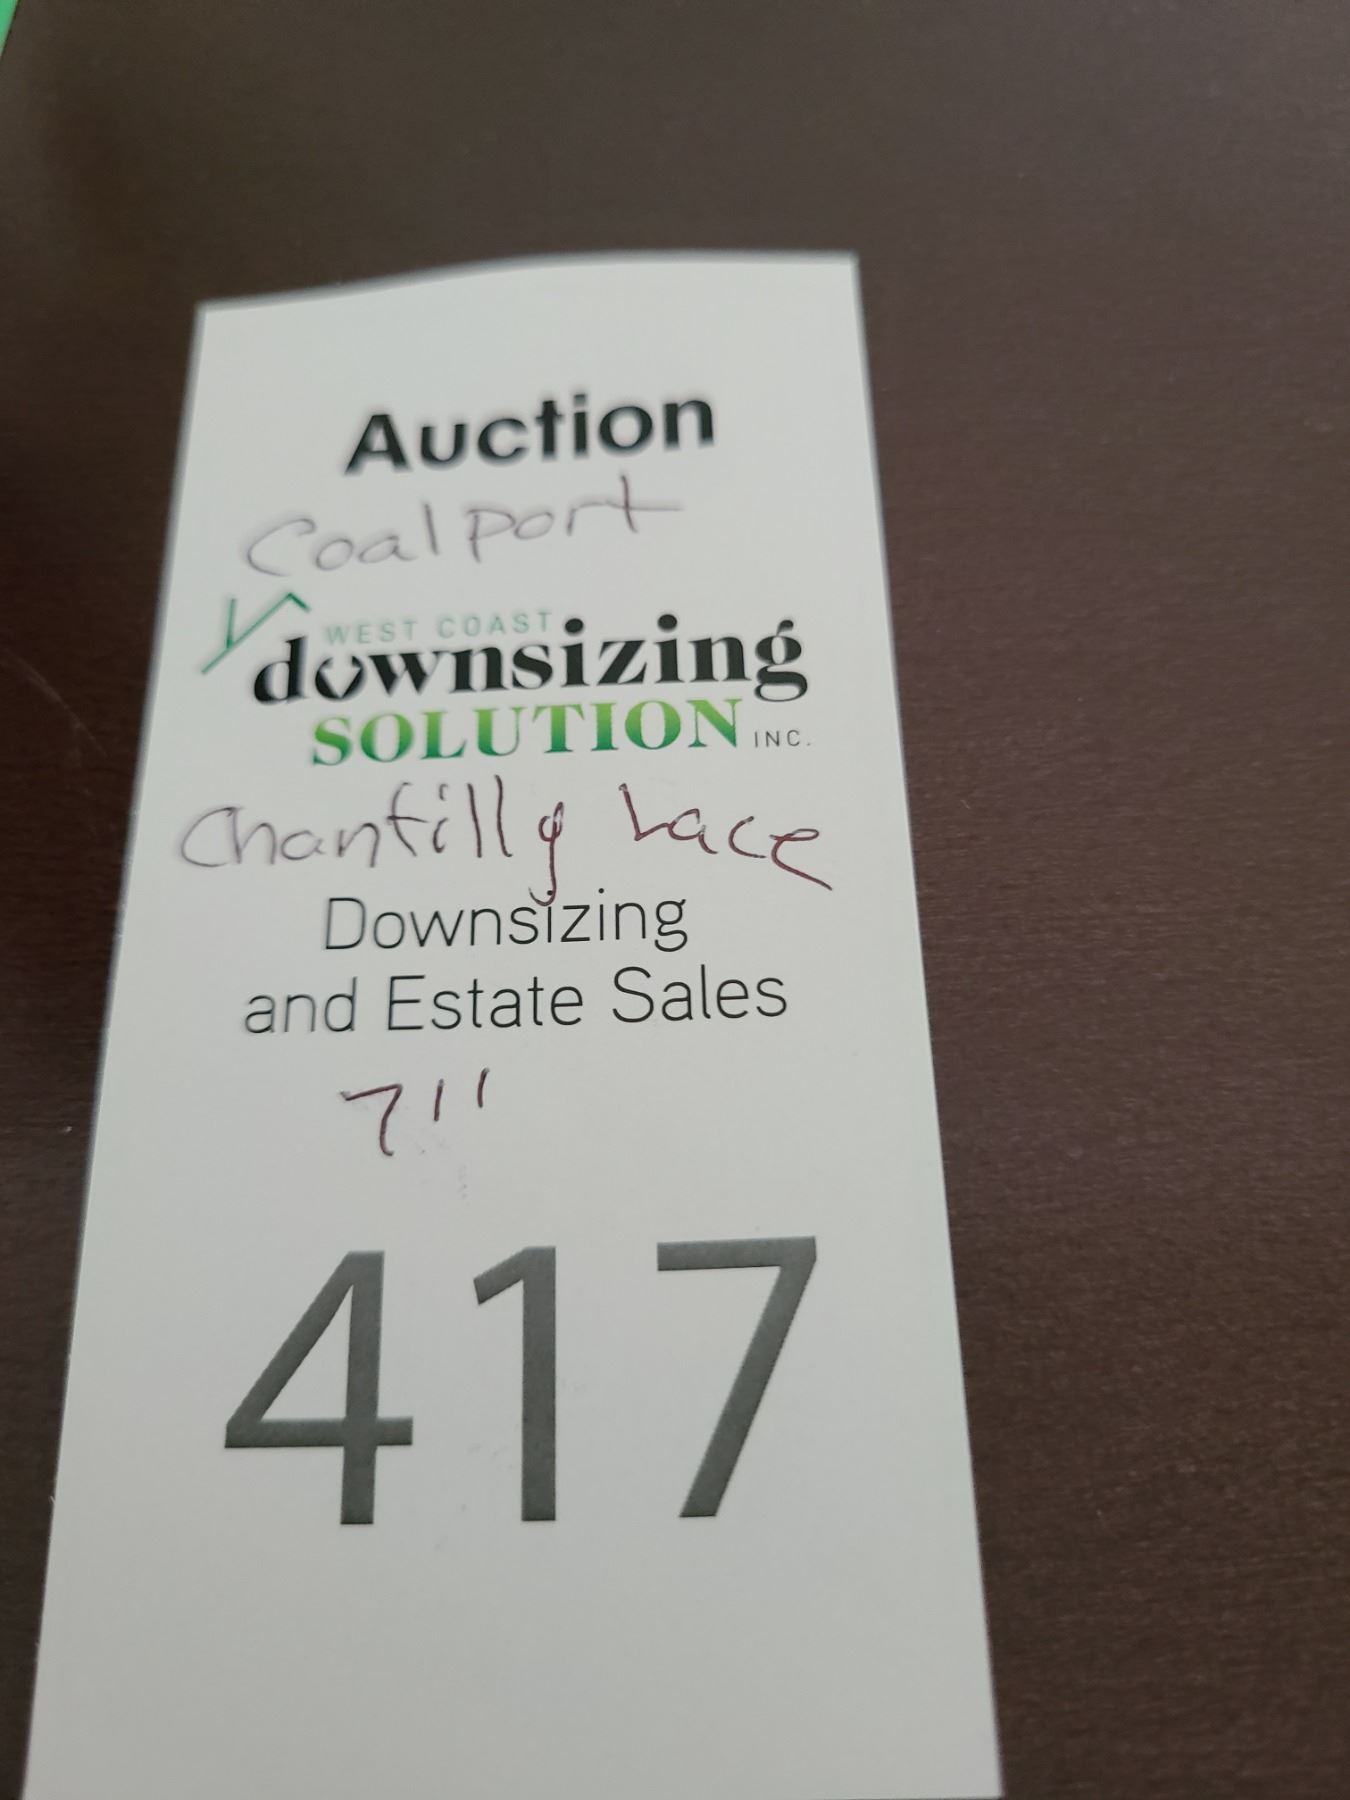 Auction
Coalport
WEST COAST
downsizing
SOLUTION INC.
Chantilly Lace
Downsizing
and Estate Sales
7''
417